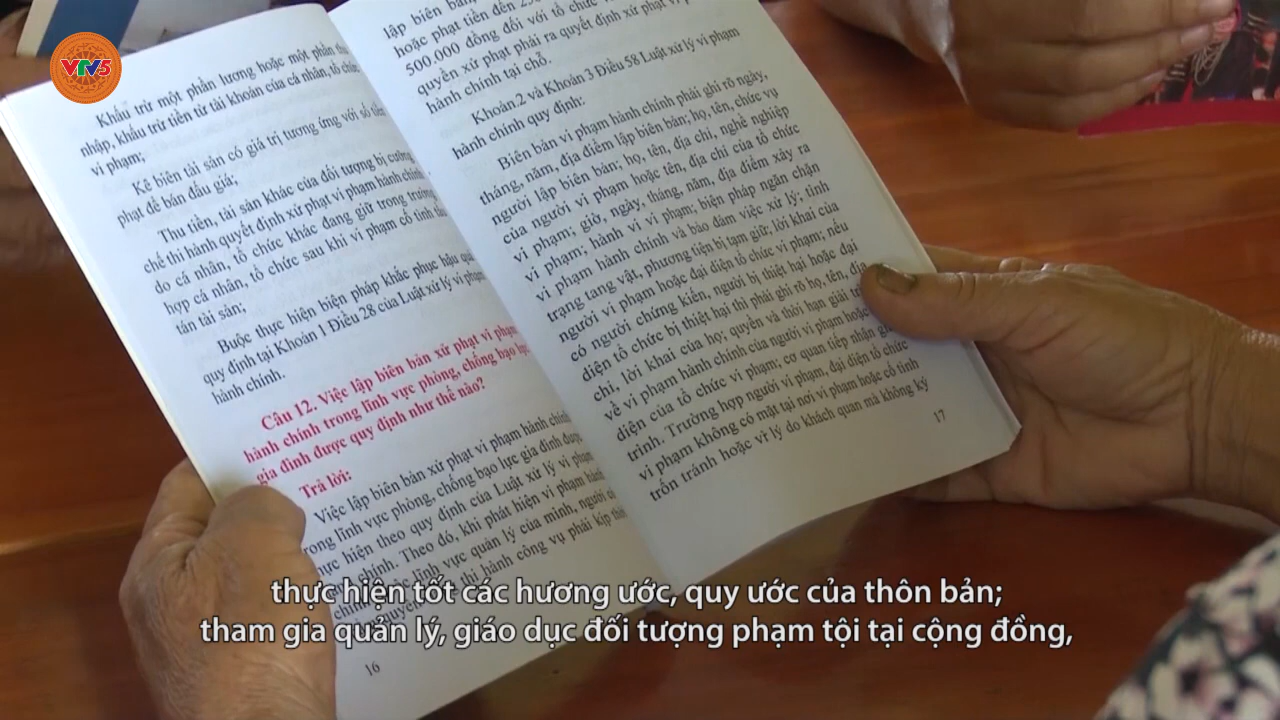 VTV5
Khấu trừ một phần lương hoặc một phần thu
nhập, khấu trừ tiền từ tài khoản của cá nhân, tổ chức
vi phạm;
Kê biên tài sản có giá trị tương ứng với số tiền
phạt để bán đấu giá;
Thu tiền, tài sản khác của đối tượng bị cưỡng
chế thi hành quyết định xử phạt vi phạm hành chính
do cá nhân, tổ chức khác đang giữ trong trường
hợp cá nhân, tổ chức sau khi vi phạm cố tình tẩu
tán tài sản;
Buộc thực hiện biện pháp khắc phục hậu quả
quy định tại Khoản 1 Điều 28 của Luật xử lý vi phạm
hành chính.
Câu 12. Việc lập biên bản xử phạt vi phạm
hành chính trong lĩnh vực phòng, chống bạo lực
gia đình được quy định như thế nào?
Trả lời:
Việc lập biên bản xử phạt vi phạm hành chính
trong lĩnh vực phòng, chống bạo lực gia đình được
thực hiện theo quy định của Luật xử lý vi phạm
hành chính. Theo đó, khi phát hiện vi phạm hành
lĩnh vực quản lý của mình, người có
thi hành công vụ phải kịp thời
16
lập biên bản,
hoặc phạt tiền đến
500.000 đồng đối với tổ chức
quyền xử phạt phải ra quyết định xử phạt vi phạm
hành chính tại chỗ.
Khoản 2 và Khoản 3 Điều 58 Luật xử lý vi phạm
hành chính quy định:
Biên bản vi phạm hành chính phải ghi rõ ngày,
tháng, năm, địa điểm lập biên bản; họ, tên, chức vụ
người lập biên bản; họ, tên, địa chỉ, nghề nghiệp
của người vi phạm hoặc tên, địa chỉ của tổ chức
vi phạm; giờ, ngày, tháng, năm, địa điểm xảy ra
vi phạm; hành vi vi phạm; biện pháp ngăn chặn
vi phạm hành chính và bảo đảm việc xử lý; tình
trạng tang vật, phương tiện bị tạm giữ; lời khai của
người vi phạm hoặc đại diện tổ chức vi phạm; nếu
có người chứng kiến, người bị thiệt hại hoặc đại
diện tổ chức bị thiệt hại thì phải ghi rõ họ, tên, địa
chỉ, lời khai của họ; quyền và thời hạn giải trình
về vi phạm hành chính của người vi phạm hoặc
diện của tổ chức vi phạm; cơ quan tiếp nhận giải
trình. Trường hợp người vi phạm, đại diện tổ chức
vi phạm không có mặt tại nơi vi phạm hoặc cố tình
trốn tránh hoặc vr lý do khách quan mà không ký
17
thực hiện tốt các hương ước, quy ước của thôn bản;
tham gia quản lý, giáo dục đối tượng phạm tội tại cộng đồng,